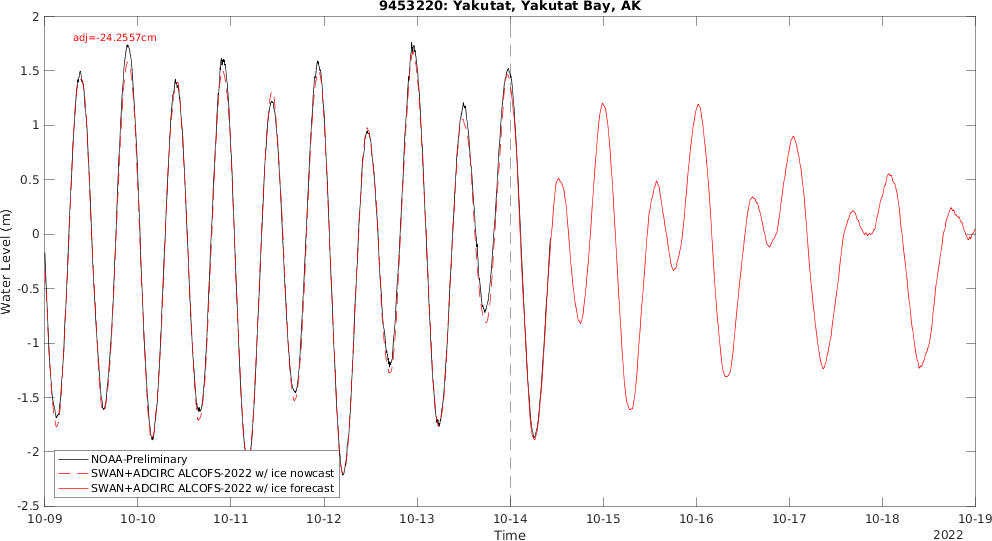 9453220: Yakutat, Yakutat Bay, AK
adj=-24.2557cm
2
1.5
1
0.5
0
-0.5
-1
-1.5
-2
-2.5
Water Level (m)
NOAA-Preliminary
SWAN+ADCIRC ALCOFS-2022 w/ ice nowcast
SWAN+ADCIRC ALCOFS-2022 w/ ice forecast
10-09 10-10 10-11 10-12 10-13 10-14 10-15 10-16 10-17 10-18 10-19
Time
2022